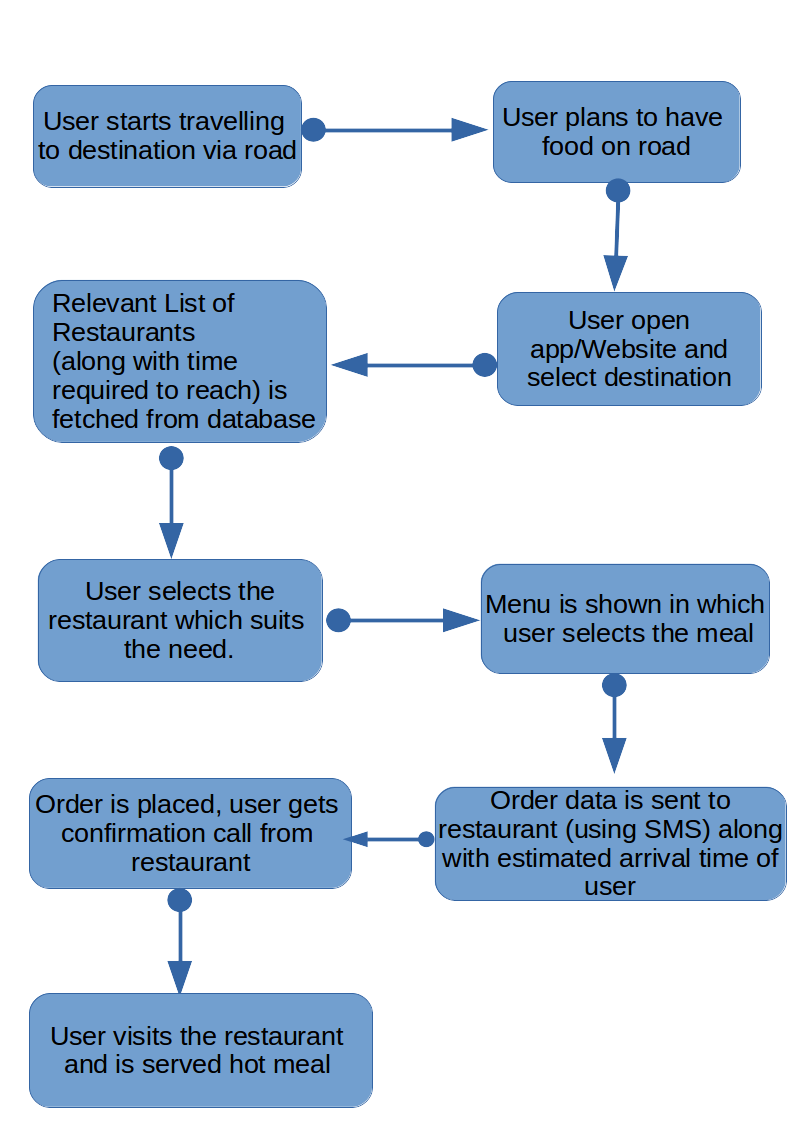 User starts travelling
to destination via road
User plans to have
food on road
User open
app/Website and
select destination
Relevant List of
Restaurants
(along with time
required to reach) is
fetched from database
User selects the
restaurant which suits
the need.
Menu is shown in which
user selects the meal
Order data is sent to
restaurant (using SMS) along
with estimated arrival time of
user
Order is placed, user gets
confirmation call from
restaurant
User visits the restaurant
and is served hot meal